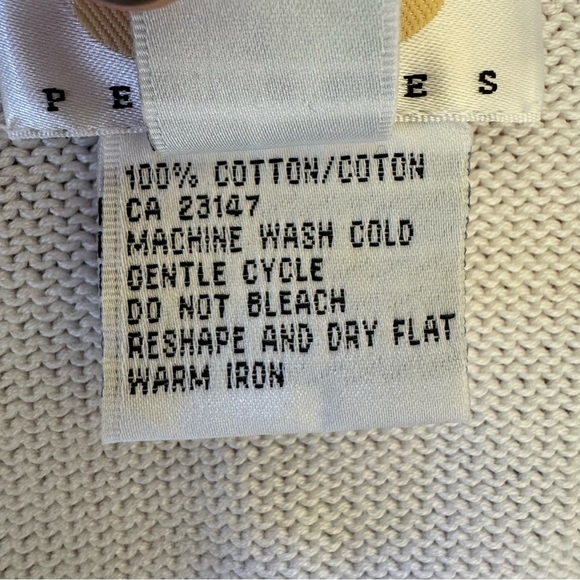 P E E S
100% COTTON/COTON
CA 23147
MACHINE WASH COLD
GENTLE CYCLE
DO NOT BLEACH
RESHAPE AND DRY FLAT
WARM IRON